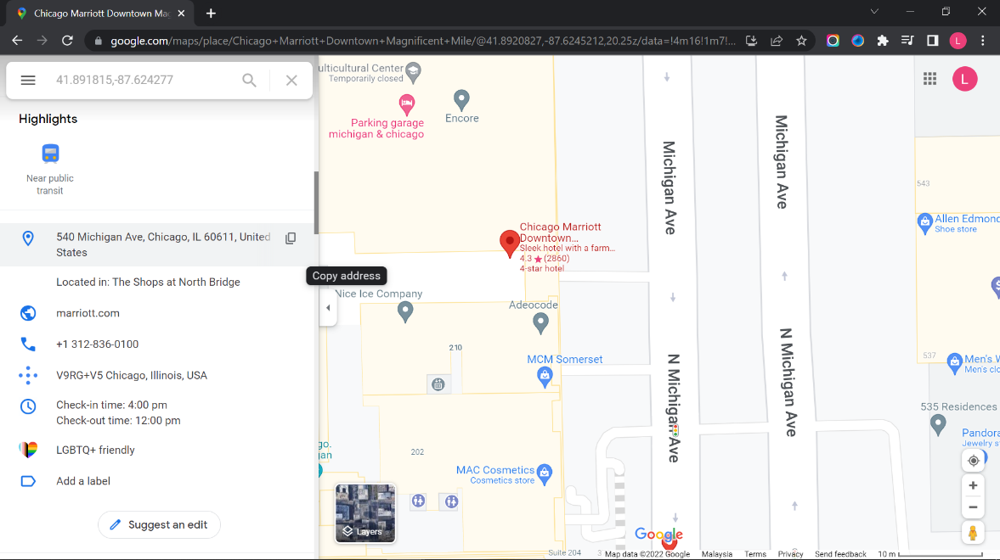 Chicago Marriott Downtown Mag
google.com/maps/place/Chicago+Marriott+Downtown+Magnificent+Mile/@41.8920827,-87.6245212,20.25z/data=!4m16!1m7!...
L
41.891815,-87.624277
L
Highlights
Near public
transit
540 Michigan Ave, Chicago, IL 60611, United
States
Copy address
Located in: The Shops at North Bridge
marriott.com
+1 312-836-0100
V9RG+V5 Chicago, Illinois, USA
Check-in time: 4:00 pm
Check-out time: 12:00 pm
LGBTQ+ friendly
Add a label
Suggest an edit
ulticultural Center
Temporarily closed
Parking garage
michigan & chicago
Encore
Michigan Ave
Michigan Ave
543
Allen Edmond
Shoe store
Chicago Marriott
Downtown...
Sleek hotel with a farm...
4.3 ★ (2860)
4-star hotel
Nice Ice Company
Adeocode
210
MCM Somerset
N Michigan Ave
N Michigan Ave
537
Men's W
Men's clo
535 Residences
Pandora
Jewelry s
go.
an
202
MAC Cosmetics
Cosmetics store
Layers
Google
Suite 204
3
Map data ©2022 Google
Malaysia
Terms
Privacy
Send feedback
10 m